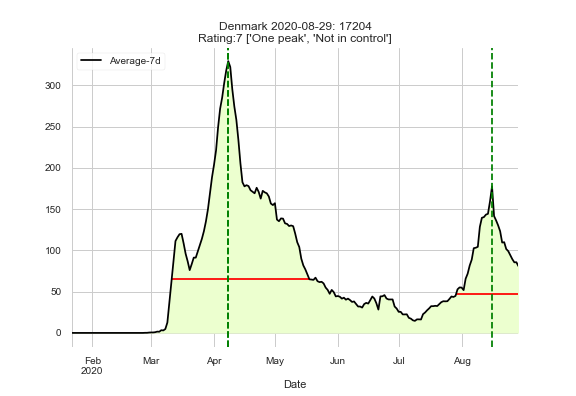 Denmark 2020-08-29: 17204
Rating:7 ['One peak', 'Not in control']
Average-7d
300
250
200
150
100
50
0
Feb Mar Apr May Jun Jul Aug
2020
Date